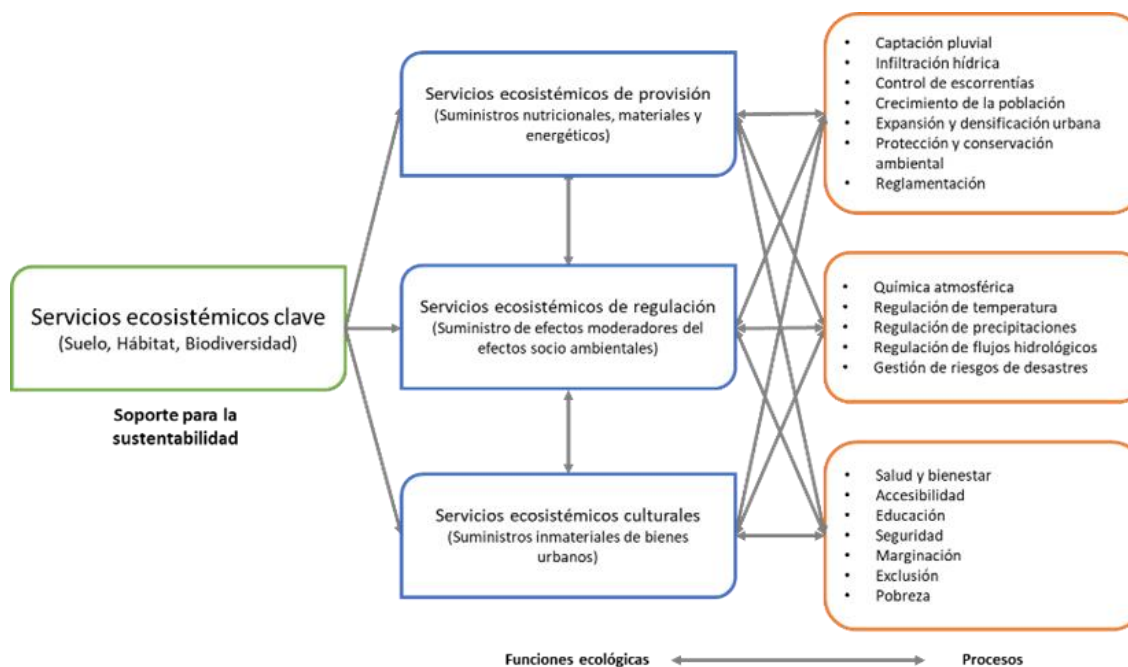 Servicios ecosistémicos clave
(Suelo, Hábitat, Biodiversidad)
Soporte para la
sustentabilidad
Servicios ecosistémicos de provisión
(Suministros nutricionales, materiales y
energéticos)
Servicios ecosistémicos de regulación
(Suministro de efectos moderadores del
efectos socio ambientales)
Servicios ecosistémicos culturales
(Suministros inmateriales de bienes
urbanos)
• Captación pluvial
• Infiltración hídrica
• Control de escorrentías
• Crecimiento de la población
• Expansión y densificación urbana
• Protección y conservación
ambiental
• Reglamentación
• Química atmosférica
• Regulación de temperatura
• Regulación de precipitaciones
• Regulación de flujos hidrológicos
• Gestión de riesgos de desastres
• Salud y bienestar
• Accesibilidad
• Educación
• Seguridad
• Marginación
• Exclusión
• Pobreza
Funciones ecológicas
Procesos